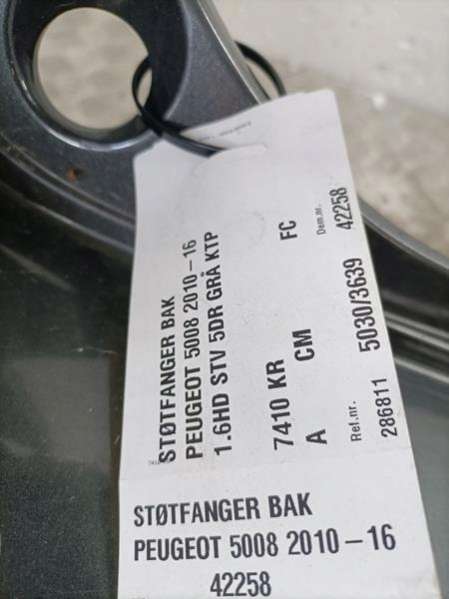 STØTFANGER BAK
PEUGEOT 5008 2010-16
1.6HD STV 5DR GRÅ KTP
7410 KR FC
A CM Dem.nr.
42258
Ref.nr. 5030/3639
286811
STØTFANGER BAK
PEUGEOT 5008 2010-16
42258